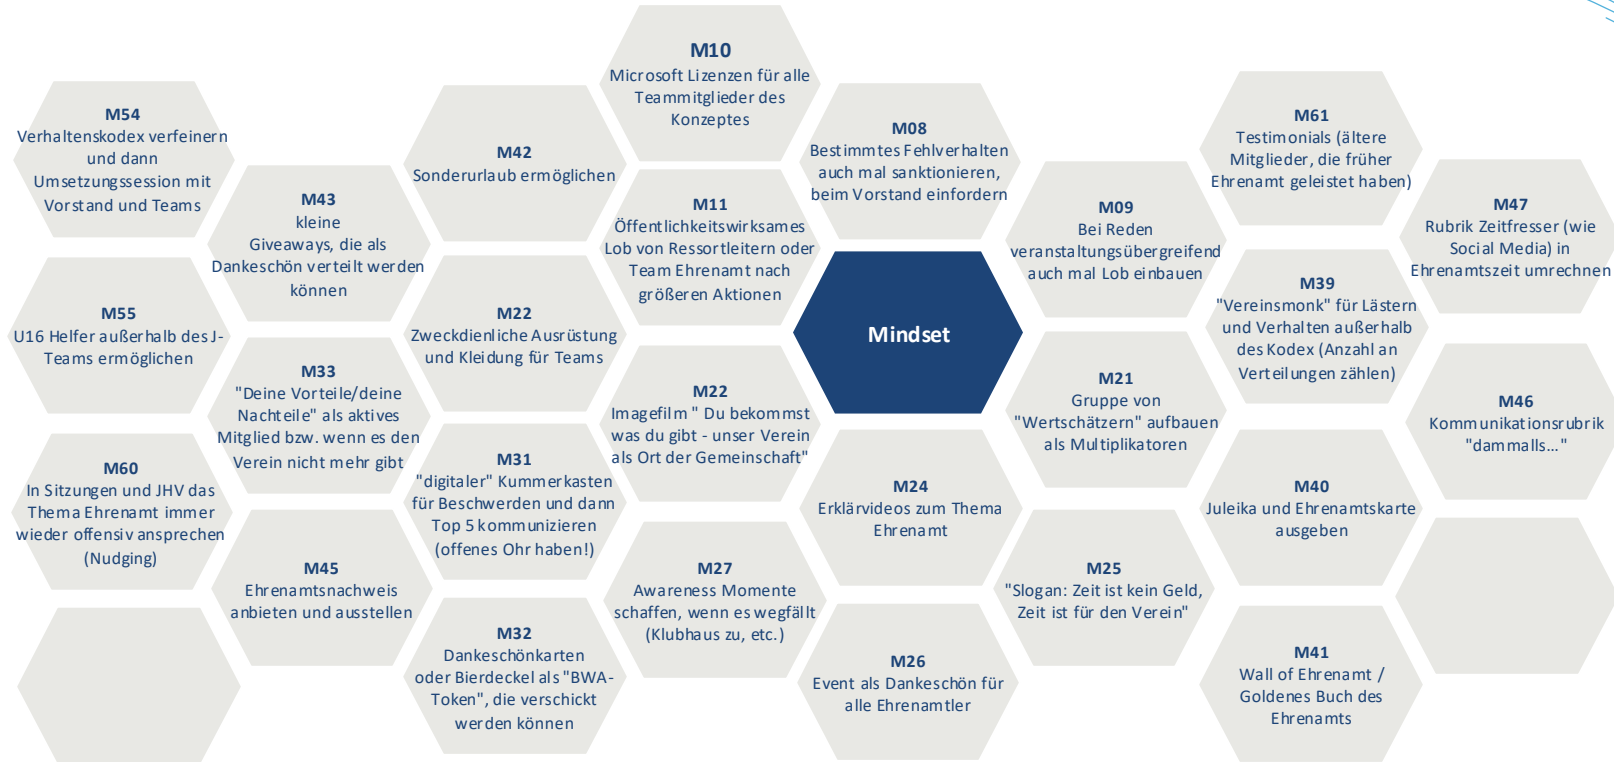 M10
Microsoft Lizenzen für alle
Teammitglieder des
Konzeptes
M54
Verhaltenskodex verfeinern
und dann
Umsetzungssession mit
Vorstand und Teams
M42
Sonderurlaub ermöglichen
M08
Bestimmtes Fehlverhalten
auch mal sanktionieren,
beim Vorstand einfordern
M61
Testimonials (ältere
Mitglieder, die früher
Ehrenamt geleistet haben)
M43
kleine
Giveaways, die als
Dankeschön verteilt werden
können
M11
Öffentlichkeitswirksames
Lob von Ressortleitern oder
Team Ehrenamt nach
größeren Aktionen
M09
Bei Reden
veranstaltungsübergreifend
auch mal Lob einbauen
M47
Rubrik Zeitfresser (wie
Social Media) in
Ehrenamtszeit umrechnen
M55
U16 Helfer außerhalb des J-
Teams ermöglichen
M22
Zweckdienliche Ausrüstung
und Kleidung für Teams
Mindset
M39
"Vereinsmonk" für Lästern
und Verhalten außerhalb
des Kodex (Anzahl an
Verteilungen zählen)
M33
"Deine Vorteile/deine
Nachteile" als aktives
Mitglied bzw. wenn es den
Verein nicht mehr gibt
M22
Imagefilm " Du bekommst
was du gibt - unser Verein
als Ort der Gemeinschaft"
M21
Gruppe von
"Wertschätzern" aufbauen
als Multiplikatoren
M46
Kommunikationsrubrik
"dammalls…"
M60
In Sitzungen und JHV das
Thema Ehrenamt immer
wieder offensiv ansprechen
(Nudging)
M31
"digitaler" Kummerkasten
für Beschwerden und dann
Top 5 kommunizieren
(offenes Ohr haben!)
M24
Erklärvideos zum Thema
Ehrenamt
M40
Juleika und Ehrenamtskarte
ausgeben
M45
Ehrenamtsnachweis
anbieten und ausstellen
M27
Awareness Momente
schaffen, wenn es wegfällt
(Klubhaus zu, etc.)
M25
"Slogan: Zeit ist kein Geld,
Zeit ist für den Verein"
M32
Dankeschönkarten
oder Bierdeckel als "BWA-
Token", die verschickt
werden können
M26
Event als Dankeschön für
alle Ehrenamtler
M41
Wall of Ehrenamt /
Goldenes Buch des
Ehrenamts